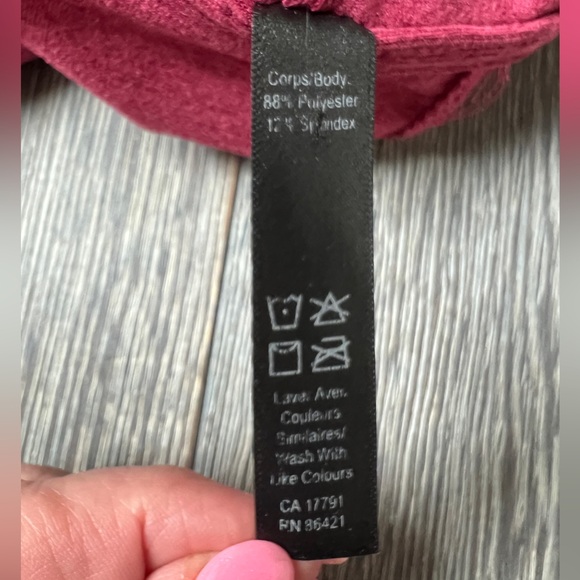 Corps/Body:
88% Polyester
12% Spandex
Laver Avec
Couleurs
Similaires/
Wash With
Like Colours
CA 17791
RN 86421